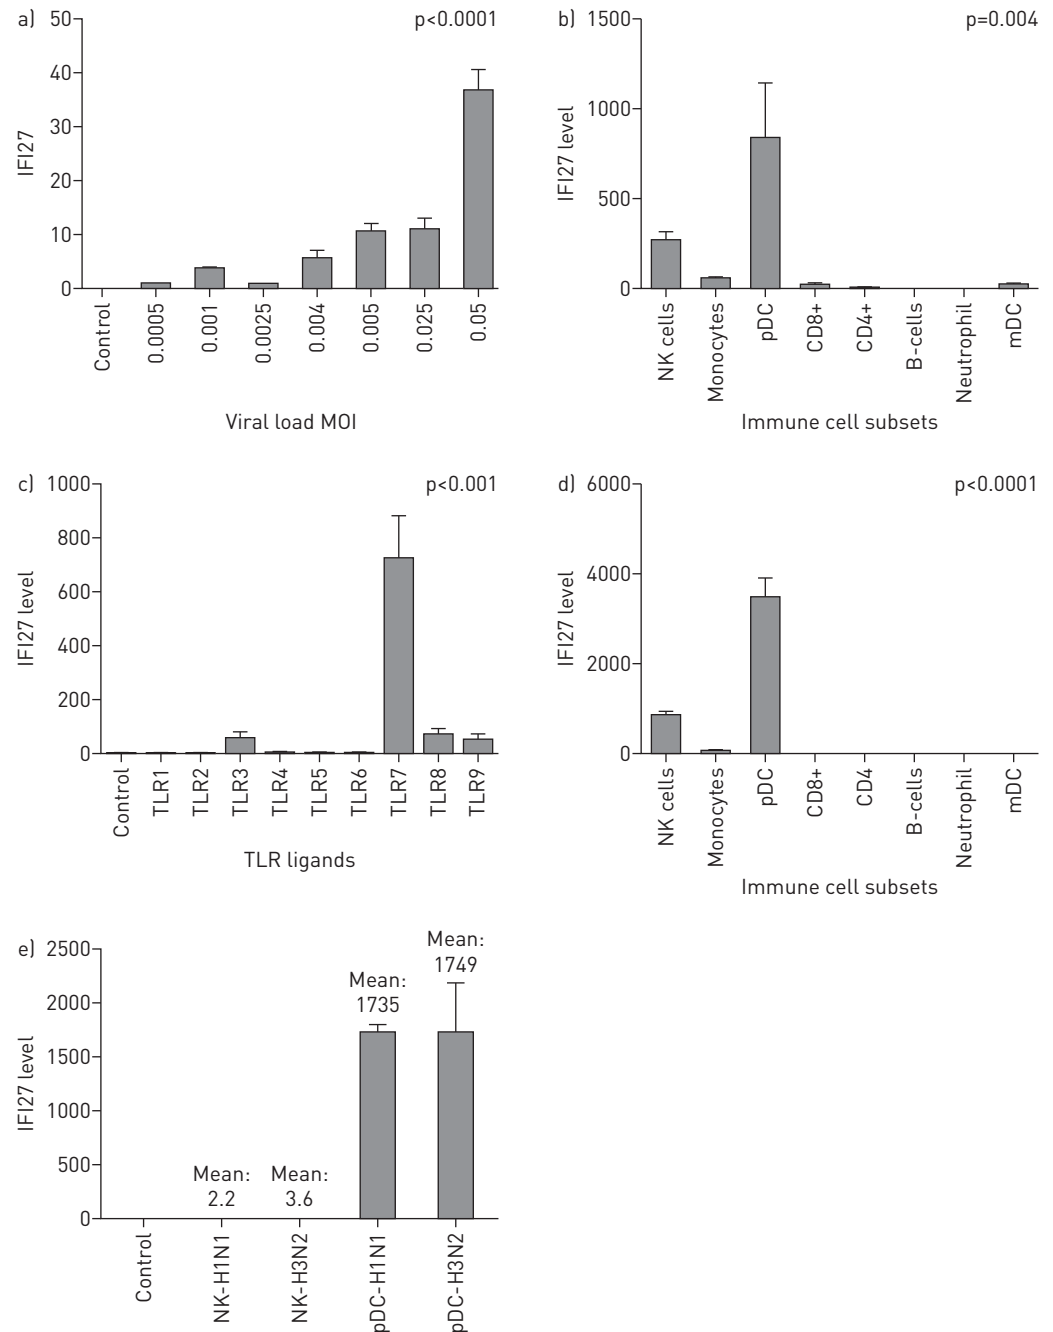 a)
p<0.0001
IFI27
50
40
30
20
10
0
Control
0.0005
0.001
0.0025
0.004
0.005
0.025
0.05
Viral load MOI
b)
p=0.004
IFI27 level
1500
1000
500
0
NK cells
Monocytes
pDC
CD8+
CD4+
B-cells
Neutrophil
mDC
Immune cell subsets
c)
p<0.001
IFI27 level
1000
800
600
400
200
0
Control
TLR1
TLR2
TLR3
TLR4
TLR5
TLR6
TLR7
TLR8
TLR9
TLR ligands
d)
p<0.0001
IFI27 level
6000
4000
2000
0
NK cells
Monocytes
pDC
CD8+
CD4
B-cells
Neutrophil
mDC
Immune cell subsets
e)
IFI27 level
2500
2000
1500
1000
500
0
Mean:
2.2
Mean:
3.6
Mean:
1735
Mean:
1749
Control
NK-H1N1
NK-H3N2
pDC-H1N1
pDC-H3N2